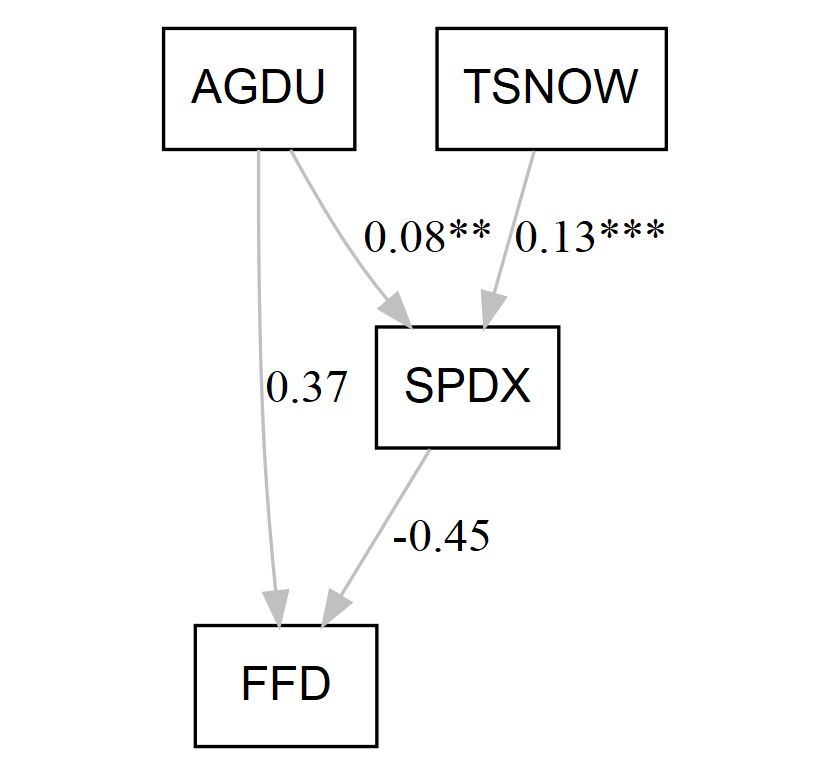 AGDU
TSNOW
0.08**
0.13***
0.37
SPDX
-0.45
FFD